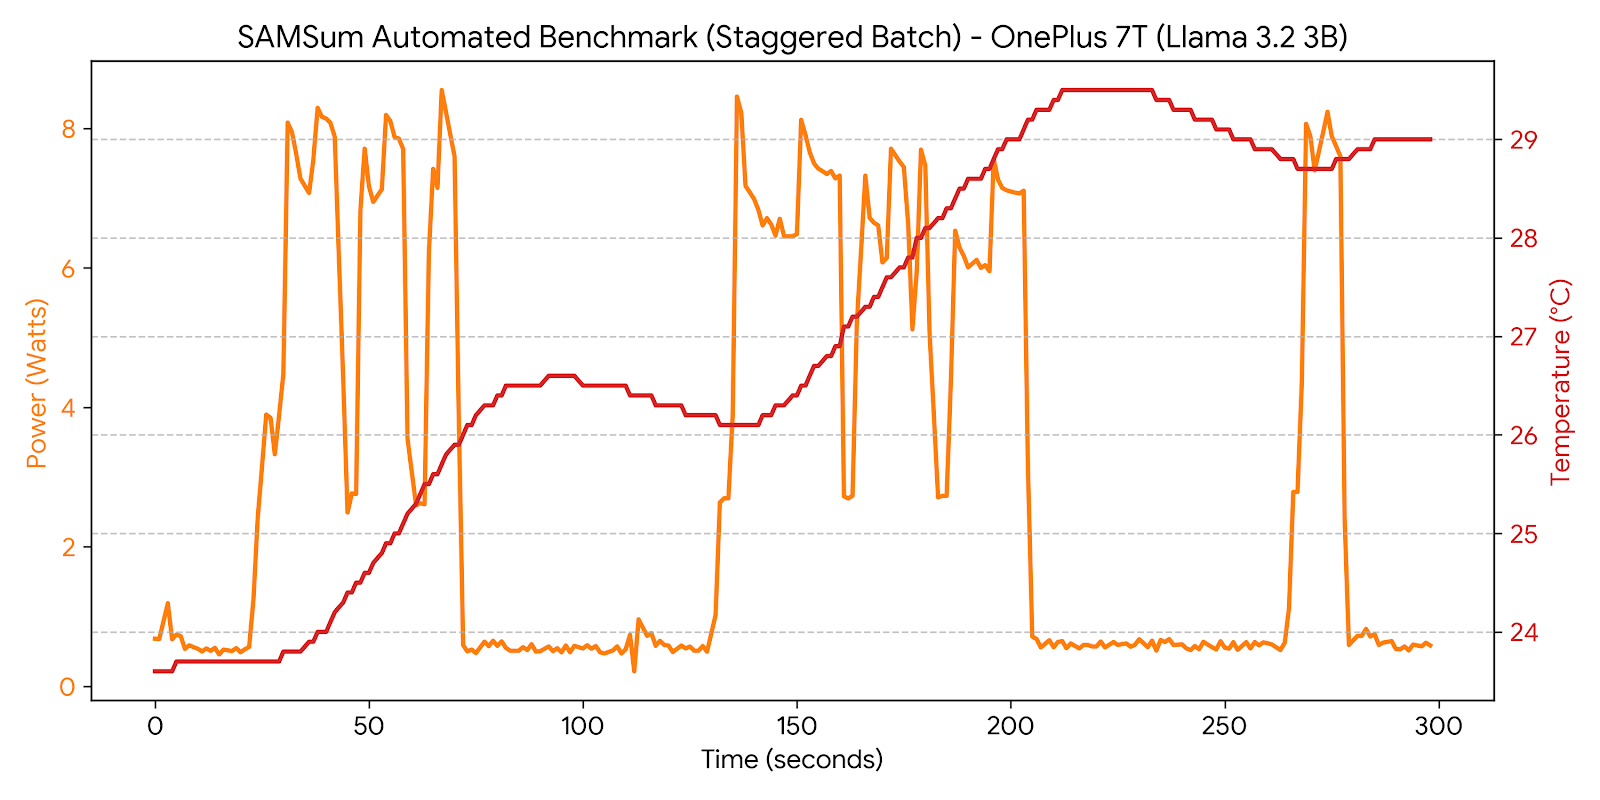 SAMSum Automated Benchmark (Staggered Batch) - OnePlus 7T (Llama 3.2 3B)
Power (Watts)
8
6
4
2
0
29
28
27
26
25
24
Temperature (°C)
0 50 100 150 200 250 300
Time (seconds)